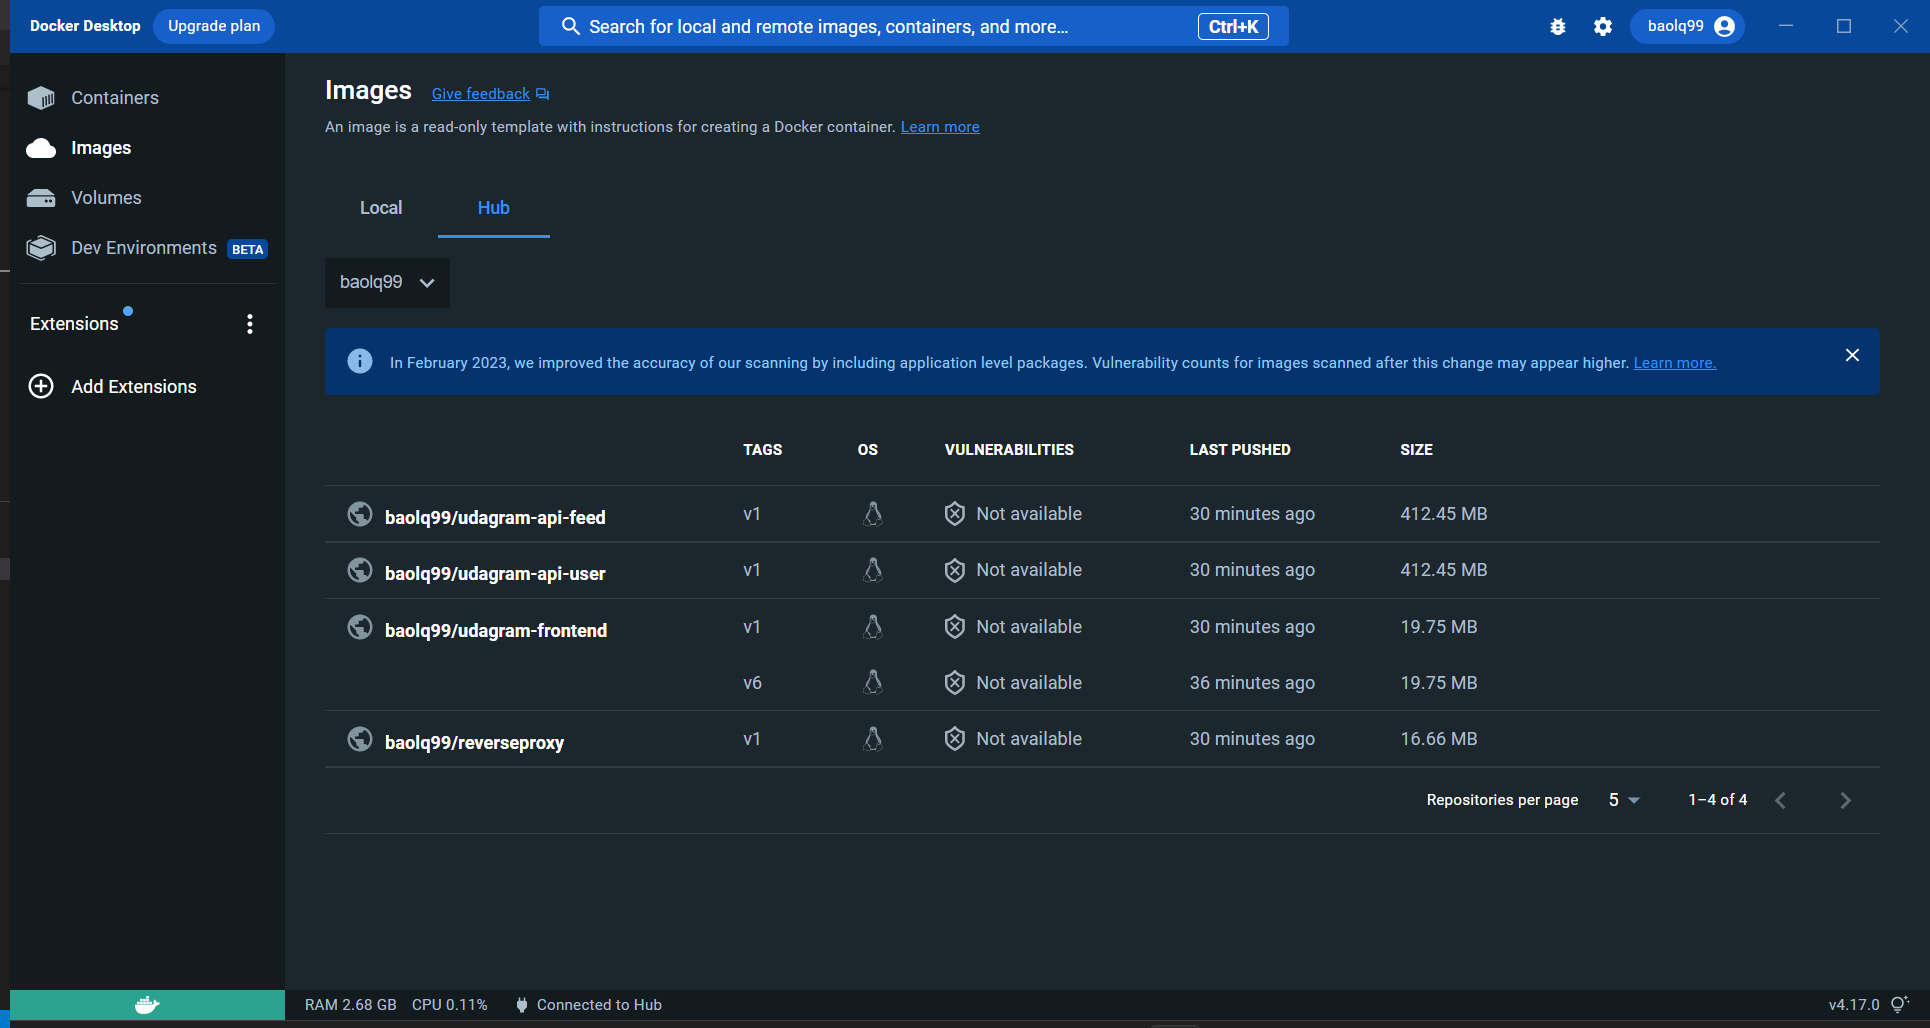 Docker Desktop Upgrade plan Search for local and remote images, containers, and more... Ctrl+K baolq99
Containers
Images
Volumes
Dev Environments BETA
Extensions
Add Extensions
Images Give feedback
An image is a read-only template with instructions for creating a Docker container. Learn more
Local Hub
baolq99
In February 2023, we improved the accuracy of our scanning by including application level packages. Vulnerability counts for images scanned after this change may appear higher. Learn more.
TAGS OS VULNERABILITIES LAST PUSHED SIZE
baolq99/udagram-api-feed v1 Not available 30 minutes ago 412.45 MB
baolq99/udagram-api-user v1 Not available 30 minutes ago 412.45 MB
baolq99/udagram-frontend v1 Not available 30 minutes ago 19.75 MB
v6 Not available 36 minutes ago 19.75 MB
baolq99/reverseproxy v1 Not available 30 minutes ago 16.66 MB
Repositories per page 5 1–4 of 4
RAM 2.68 GB CPU 0.11% Connected to Hub v4.17.0